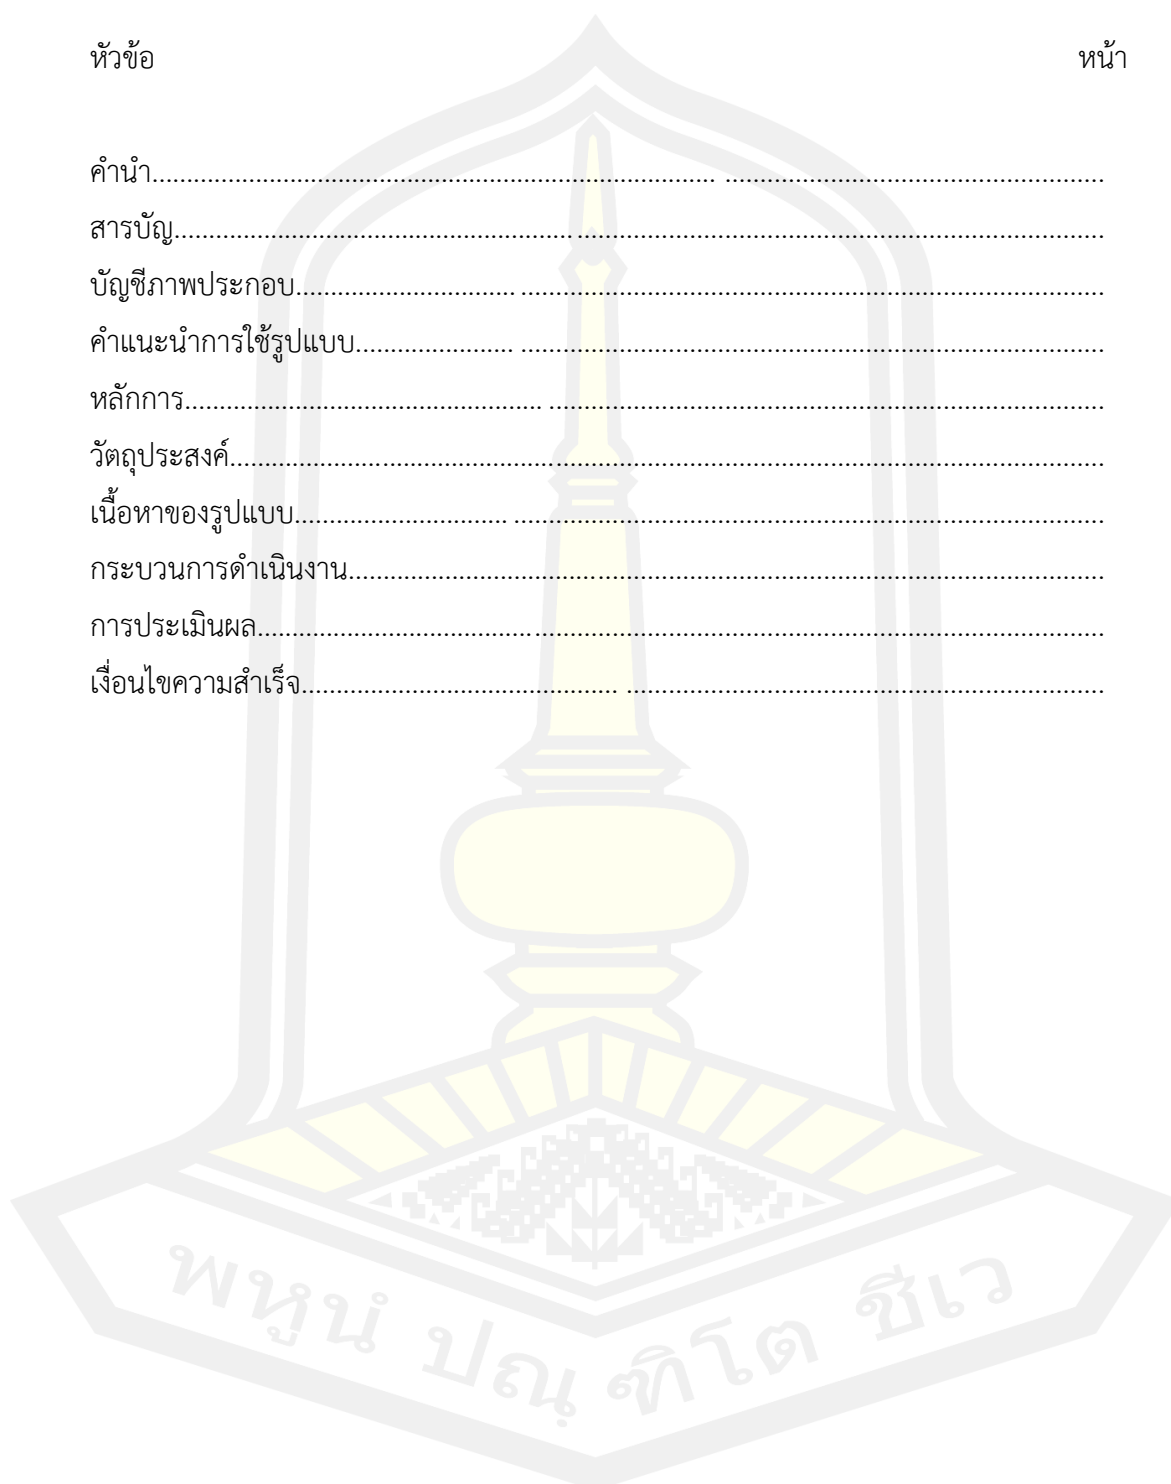 หัวข้อ หน้า
คำนำ................................................................................. .......................................................
สารบัญ......................................................................................................................................
บัญชีภาพประกอบ................................ ....................................................................................
คำแนะนำการใช้รูปแบบ....................... ....................................................................................
หลักการ................................................... ................................................................................
วัตถุประสงค์..............................................................................................................................
เนื้อหาของรูปแบบ............................... .....................................................................................
กระบวนการดำเนินงาน.............................................................................................................
การประเมินผล..........................................................................................................................
เงื่อนไขความสำเร็จ.............................................. .....................................................................
พหูนํ ปณฺฑิโต ชีเว